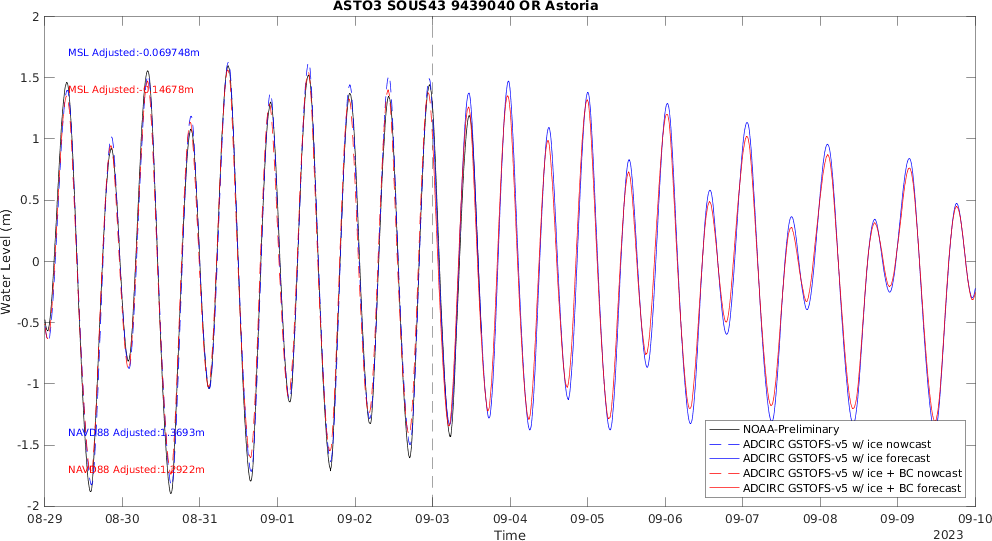 ASTO3 SOUS43 9439040 OR Astoria
2
1.5
1
0.5
0
-0.5
-1
-1.5
-2
Water Level (m)
MSL Adjusted:-0.069748m
MSL Adjusted:-0.14678m
NAVD88 Adjusted:1.3693m
NAVD88 Adjusted:1.2922m
NOAA-Preliminary
ADCIRC GSTOFS-v5 w/ ice nowcast
ADCIRC GSTOFS-v5 w/ ice forecast
ADCIRC GSTOFS-v5 w/ ice + BC nowcast
ADCIRC GSTOFS-v5 w/ ice + BC forecast
08-29 08-30 08-31 09-01 09-02 09-03 09-04 09-05 09-06 09-07 09-08 09-09 09-10
Time
2023